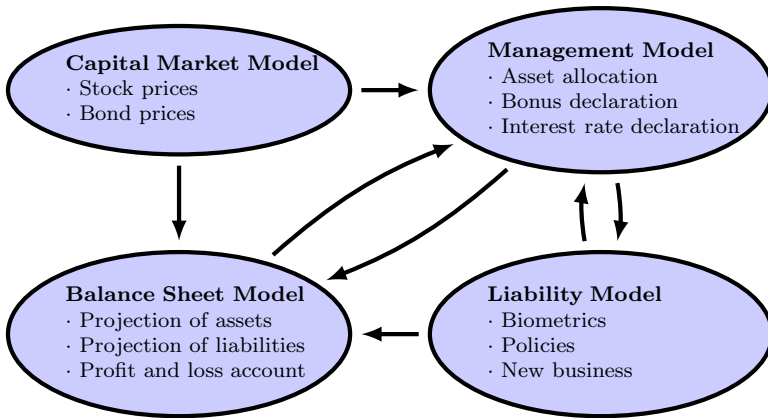 Capital Market Model
· Stock prices
· Bond prices
Management Model
· Asset allocation
· Bonus declaration
· Interest rate declaration
Balance Sheet Model
· Projection of assets
· Projection of liabilities
· Profit and loss account
Liability Model
· Biometrics
· Policies
· New business